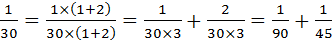 1/30 = 1×(1+2)/30×(1+2) = 1/30×3 + 2/30×3 = 1/90 + 1/45